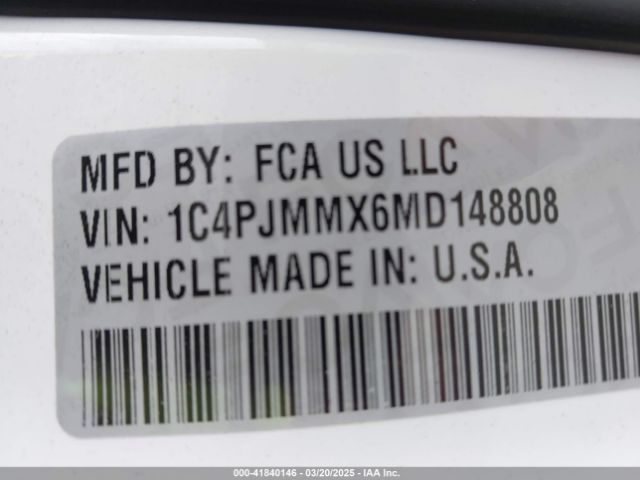 MFD BY: FCA US LLC
VIN: 1C4PJMMX6MD148808
VEHICLE MADE IN: U.S.A.
000-41840146 - 03/20/2025 - IAA Inc.